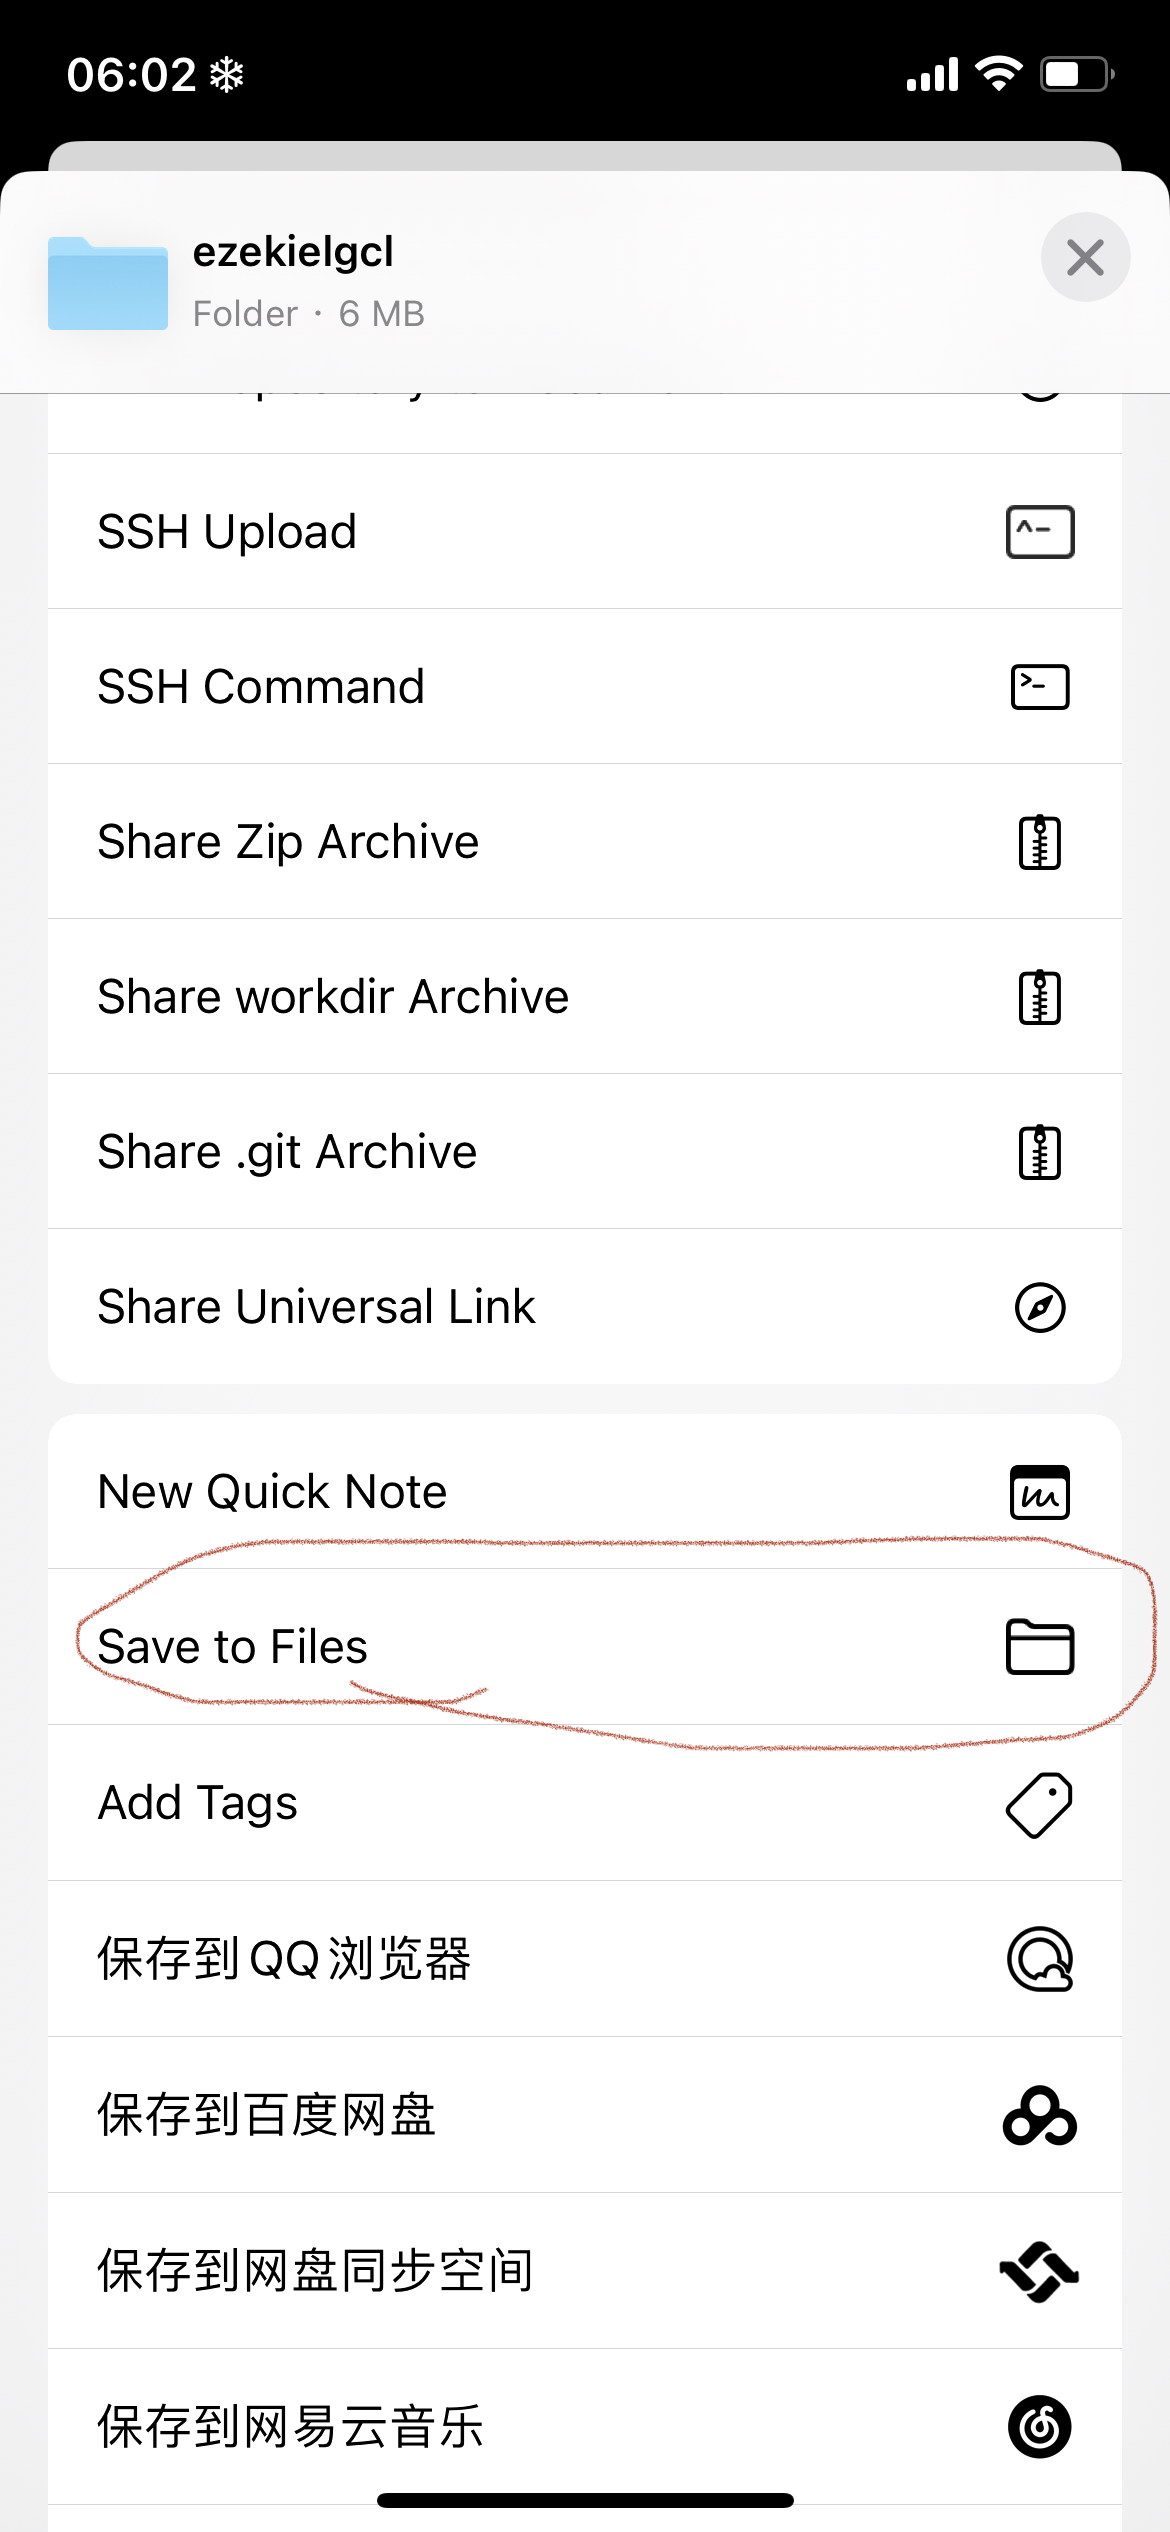 06:02
ezekielgcl
Folder · 6 MB
SSH Upload
SSH Command
Share Zip Archive
Share workdir Archive
Share .git Archive
Share Universal Link
New Quick Note
Save to Files
Add Tags
保存到QQ浏览器
保存到百度网盘
保存到网盘同步空间
保存到网易云音乐